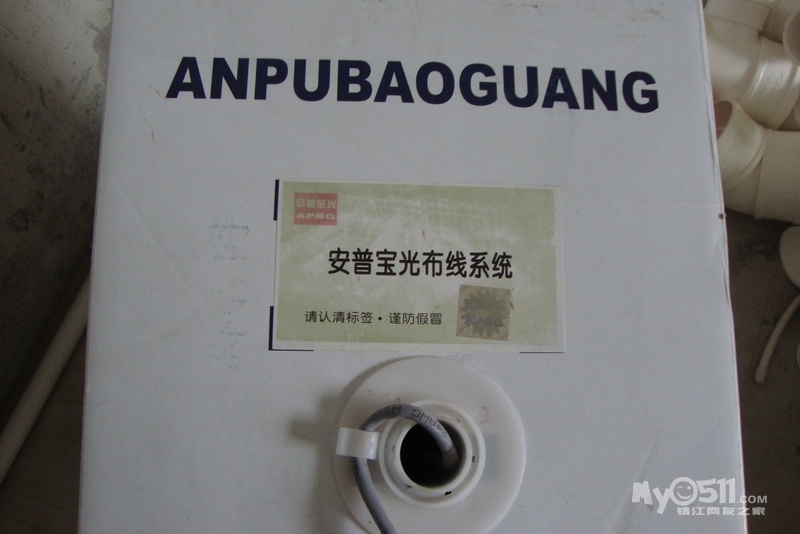 ANPUBAOGUANG
安普宝光
APBG
安普宝光布线系统
请认清标签·谨防假冒
My0511.COM
镇江网友之家